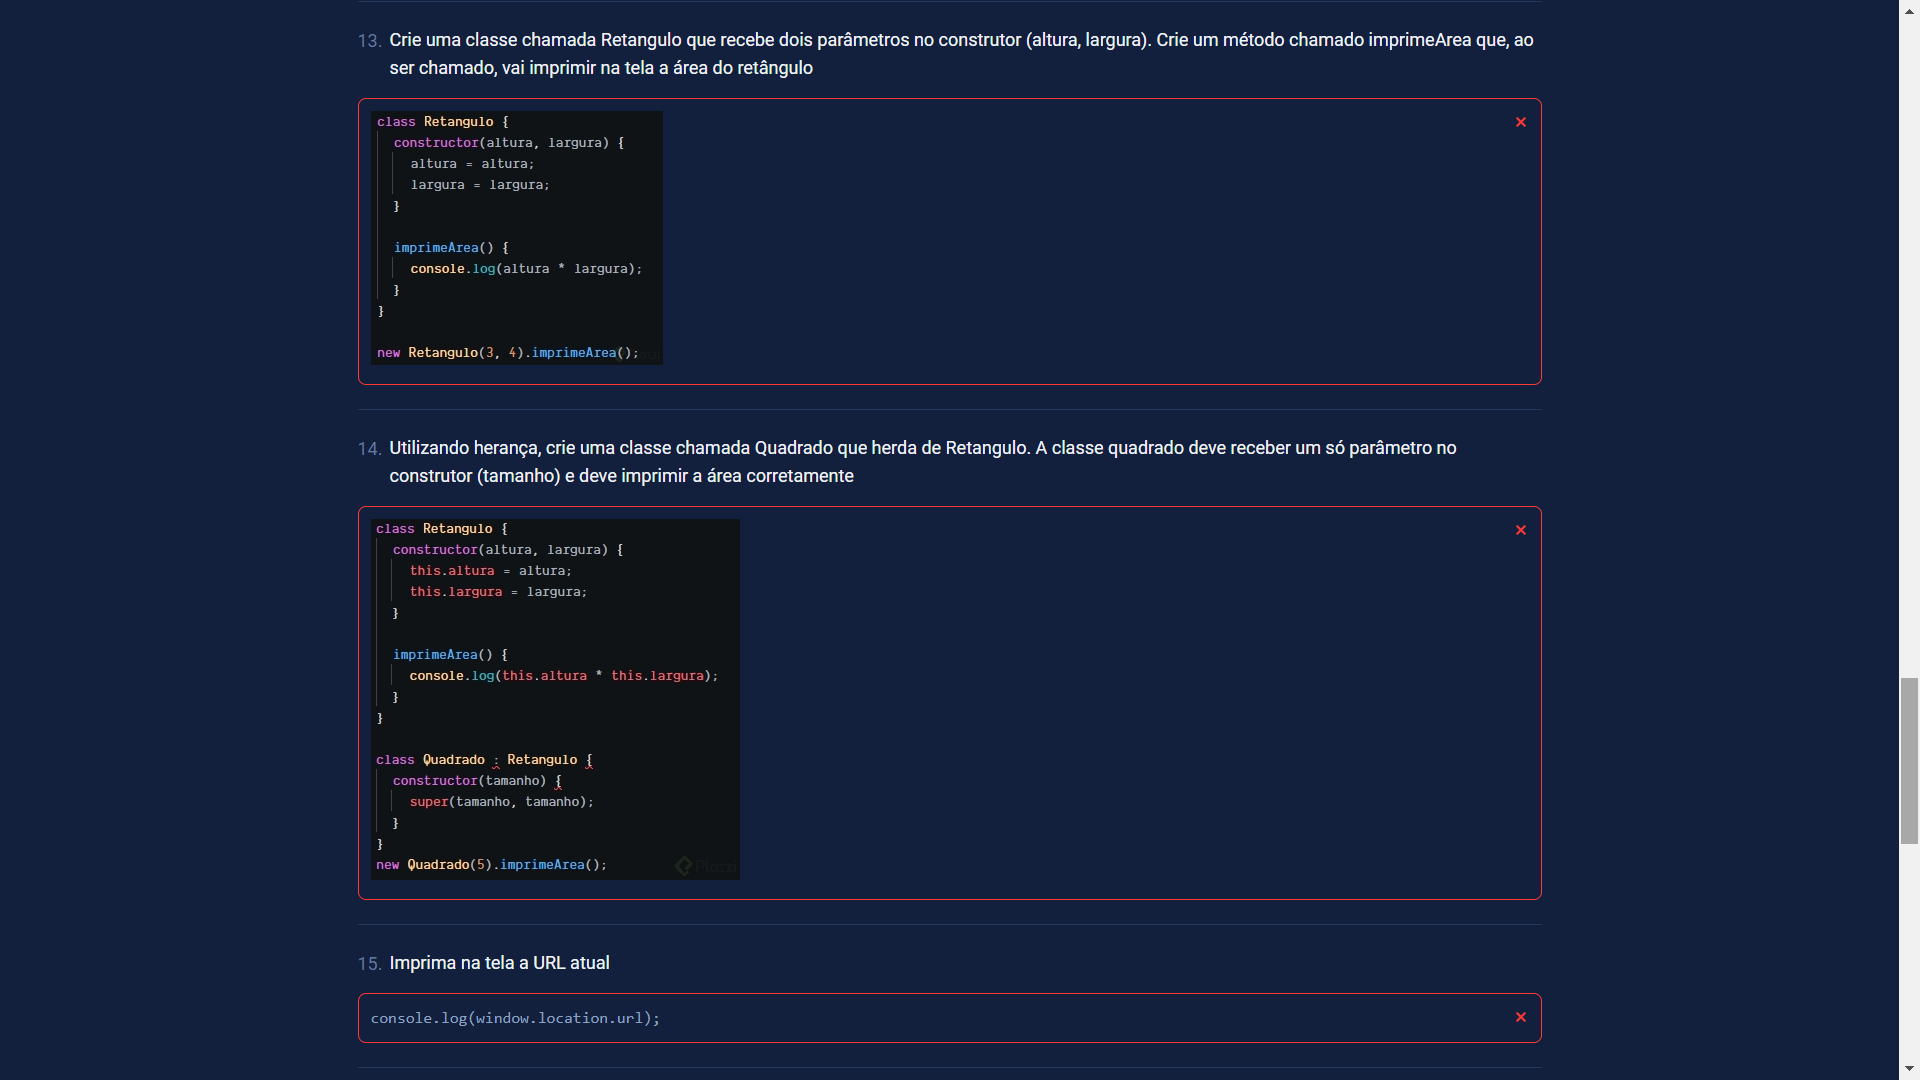 13. Crie uma classe chamada Retangulo que recebe dois parâmetros no construtor (altura, largura). Crie um método chamado imprimeArea que, ao
ser chamado, vai imprimir na tela a área do retângulo
class Retangulo {
constructor(altura, largura) {
altura = altura;
largura = largura;
}
imprimeArea() {
console.log(altura * largura);
}
}
new Retangulo(3, 4).imprimeArea();
14. Utilizando herança, crie uma classe chamada Quadrado que herda de Retangulo. A classe quadrado deve receber um só parâmetro no
construtor (tamanho) e deve imprimir a área corretamente
class Retangulo {
constructor(altura, largura) {
this.altura = altura;
this.largura = largura;
}
imprimeArea() {
console.log(this.altura * this.largura);
}
}
class Quadrado : Retangulo {
constructor(tamanho) {
super(tamanho, tamanho);
}
}
new Quadrado(5).imprimeArea();
15. Imprima na tela a URL atual
console.log(window.location.url);